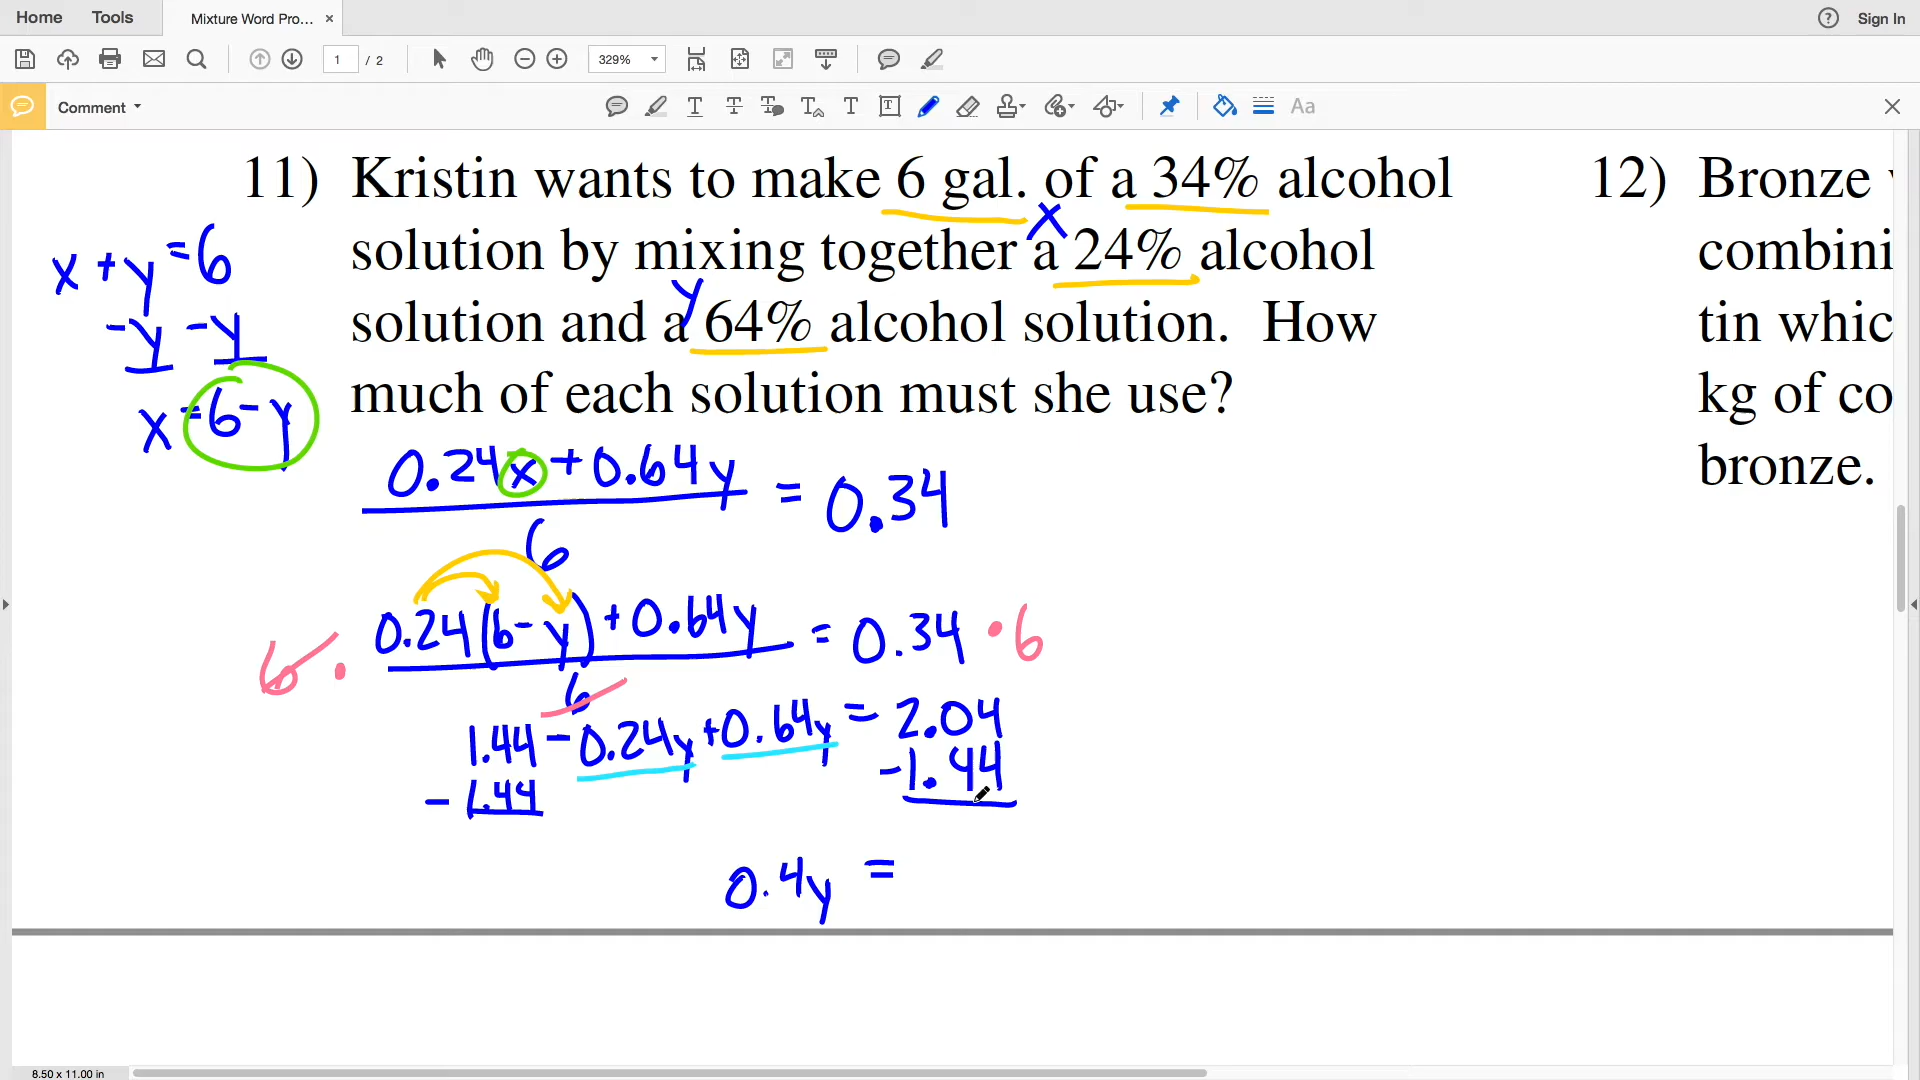 Home Tools Mixture Word Pro... × ? Sign In
1 / 2 329%
Comment T T T T T T Aa
11) Kristin wants to make 6 gal. of a 34% alcohol
x
solution by mixing together a 24% alcohol
y
solution and a 64% alcohol solution. How
much of each solution must she use?
x + y = 6
-y -y
x = 6 - y
0.24x + 0.64y = 0.34
6
6 · 0.24(6 - y) + 0.64y = 0.34 · 6
6
1.44 - 0.24y + 0.64y = 2.04
- 1.44 - 1.44
0.4y =
12) Bronze
combini
tin whic
kg of co
bronze.
8.50 x 11.00 in